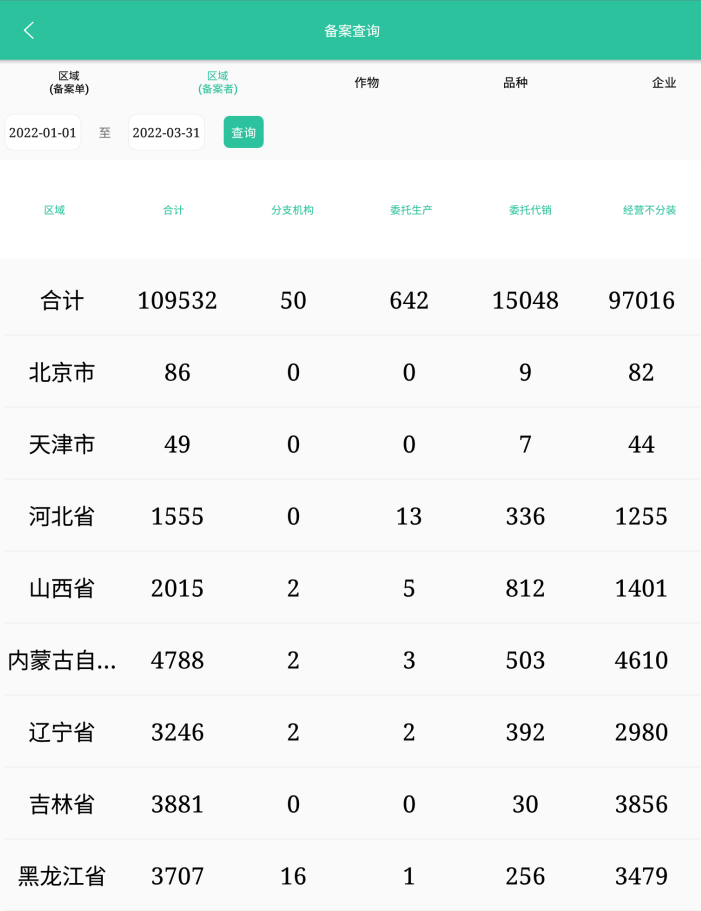 备案查询
区域 区域 作物 品种 企业
(备案单) (备案者)
2022-01-01 至 2022-03-31 查询
区域 合计 分支机构 委托生产 委托代销 经营不分装
合计 109532 50 642 15048 97016
北京市 86 0 0 9 82
天津市 49 0 0 7 44
河北省 1555 0 13 336 1255
山西省 2015 2 5 812 1401
内蒙古自... 4788 2 3 503 4610
辽宁省 3246 2 2 392 2980
吉林省 3881 0 0 30 3856
黑龙江省 3707 16 1 256 3479